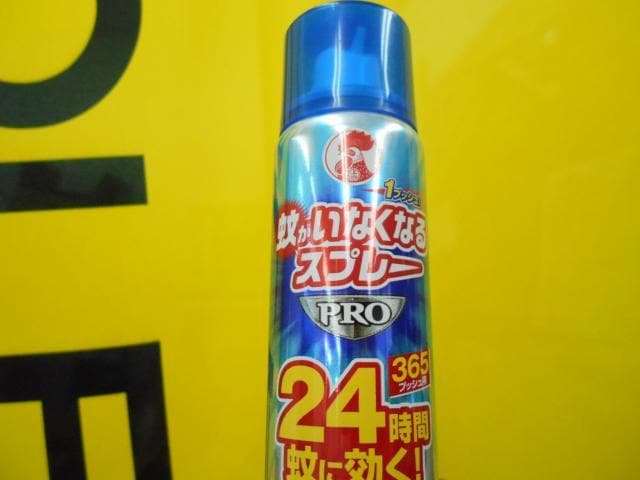 1プッシュ!
蚊がいなくなる
スプレー
PRO
365
プッシュ用
24時間
蚊に効く!